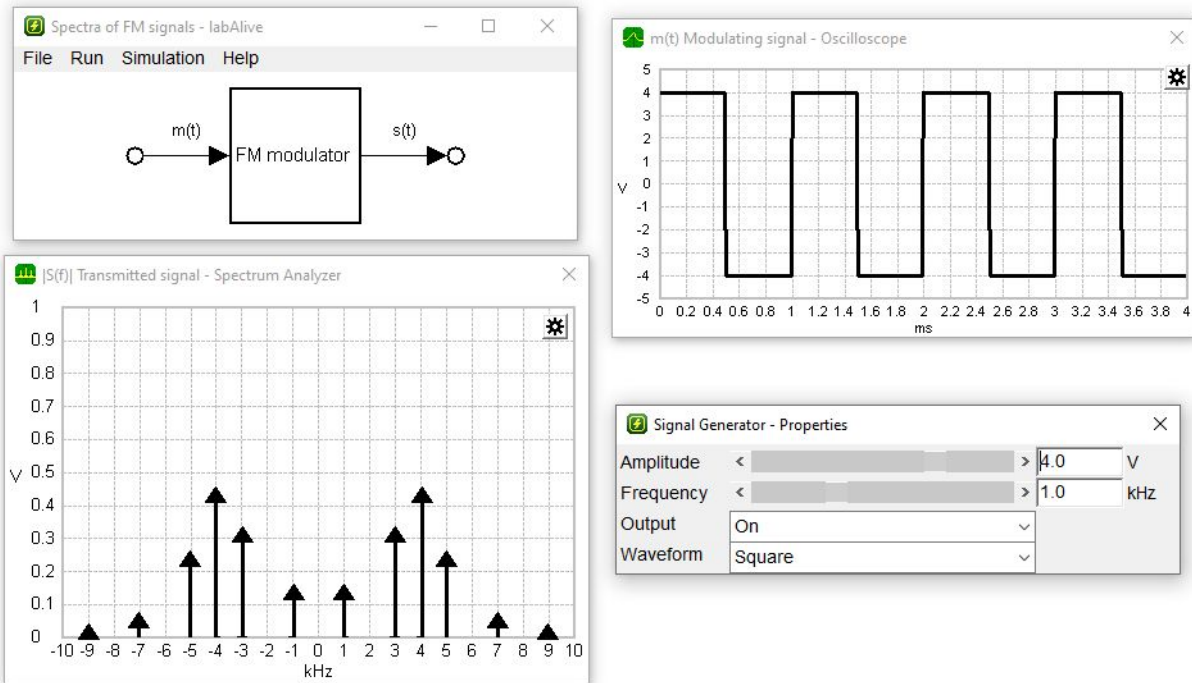 Spectra of FM signals - labAlive
File Run Simulation Help
m(t)
FM modulator
s(t)
m(t) Modulating signal - Oscilloscope
5
4
3
2
1
0
-1
-2
-3
-4
-5
V
0 0.2 0.4 0.6 0.8 1 1.2 1.4 1.6 1.8 2 2.2 2.4 2.6 2.8 3 3.2 3.4 3.6 3.8 4
ms
|S(f)| Transmitted signal - Spectrum Analyzer
1
0.9
0.8
0.7
0.6
0.5
0.4
0.3
0.2
0.1
0
V
-10 -9 -8 -7 -6 -5 -4 -3 -2 -1 0 1 2 3 4 5 6 7 8 9 10
kHz
Signal Generator - Properties
Amplitude < > 4.0 V
Frequency < > 1.0 kHz
Output On
Waveform Square